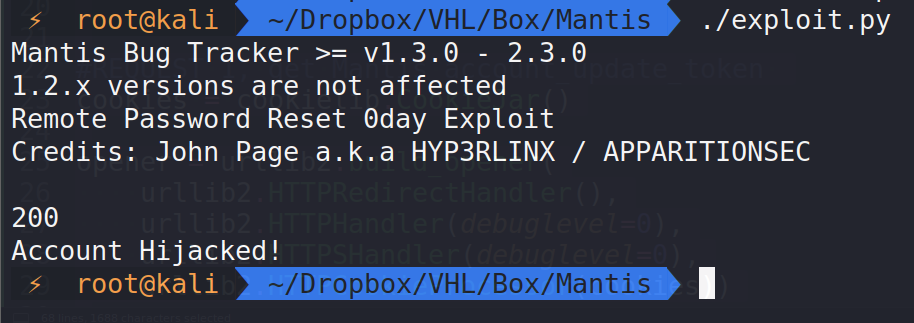 ⚡ root@kali ~/Dropbox/VHL/Box/Mantis ./exploit.py
Mantis Bug Tracker >= v1.3.0 - 2.3.0
1.2.x versions are not affected
Remote Password Reset 0day Exploit
Credits: John Page a.k.a HYP3RLINX / APPARITIONSEC
200
Account Hijacked!
⚡ root@kali ~/Dropbox/VHL/Box/Mantis